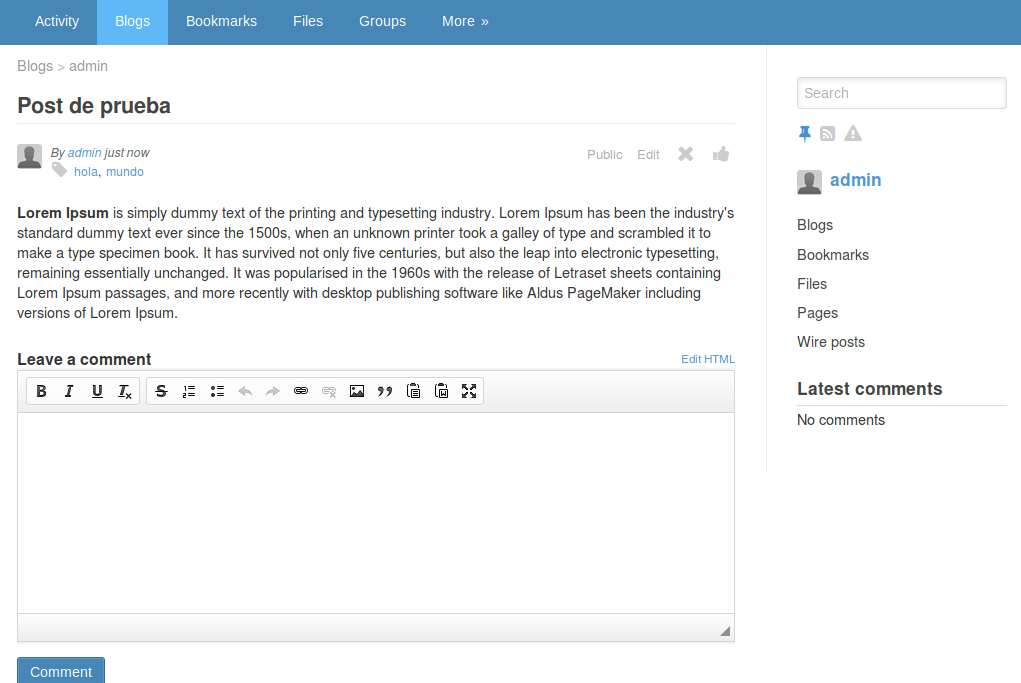 Activity Blogs Bookmarks Files Groups More »
Blogs > admin
Post de prueba
By admin just now
hola, mundo
Public Edit
Lorem Ipsum is simply dummy text of the printing and typesetting industry. Lorem Ipsum has been the industry's
standard dummy text ever since the 1500s, when an unknown printer took a galley of type and scrambled it to
make a type specimen book. It has survived not only five centuries, but also the leap into electronic typesetting,
remaining essentially unchanged. It was popularised in the 1960s with the release of Letraset sheets containing
Lorem Ipsum passages, and more recently with desktop publishing software like Aldus PageMaker including
versions of Lorem Ipsum.
Leave a comment
Edit HTML
Comment
Search
admin
Blogs
Bookmarks
Files
Pages
Wire posts
Latest comments
No comments